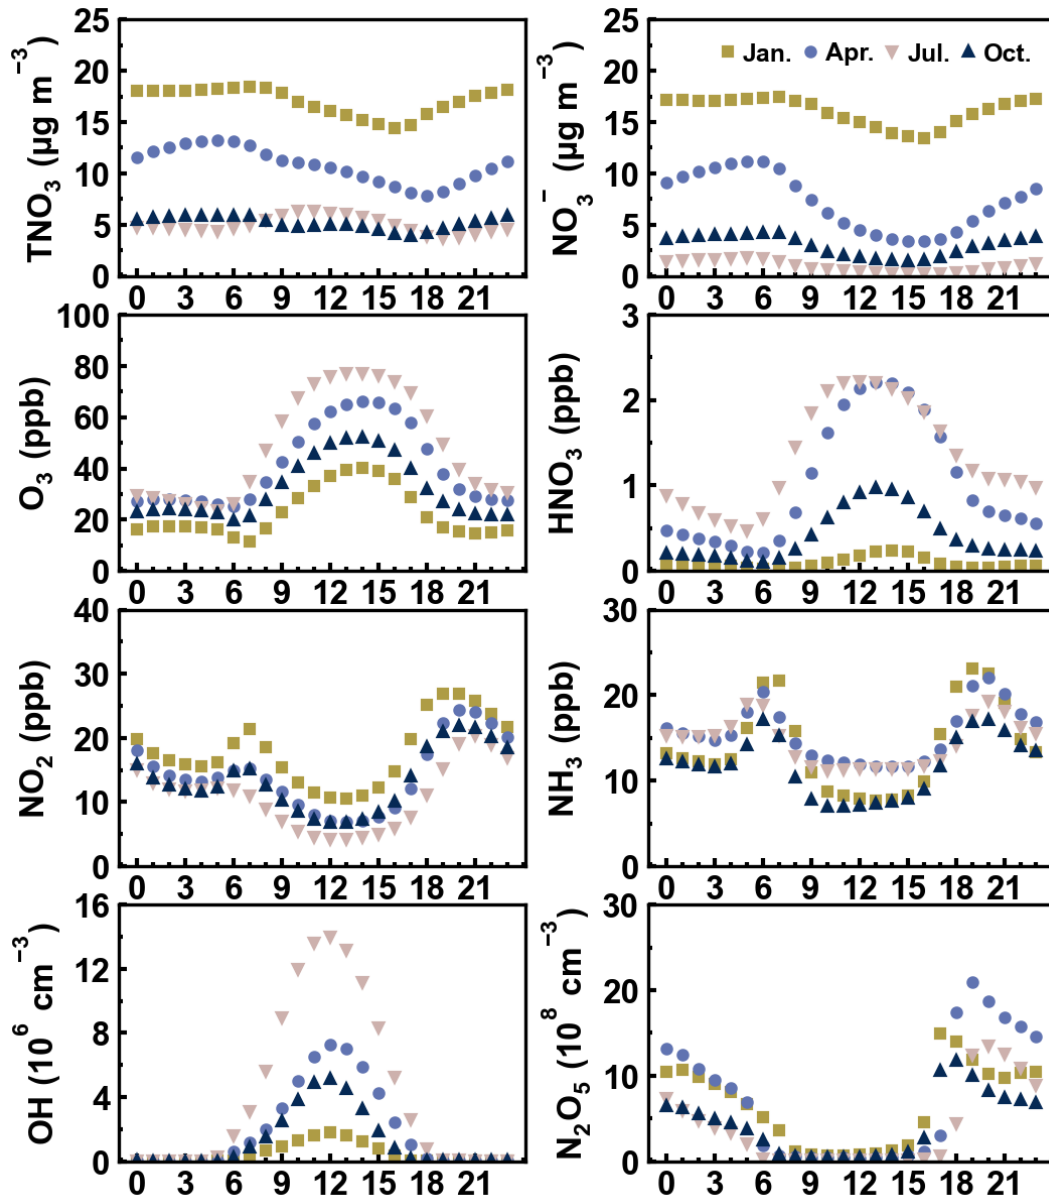 TNO₃ (μg m⁻³)
25
20
15
10
5
0
0 3 6 9 12 15 18 21
NO₃⁻ (μg m⁻³)
25
20
15
10
5
0
Jan. Apr. Jul. Oct.
0 3 6 9 12 15 18 21
O₃ (ppb)
100
80
60
40
20
0
0 3 6 9 12 15 18 21
HNO₃ (ppb)
3
2
1
0
0 3 6 9 12 15 18 21
NO₂ (ppb)
40
30
20
10
0
0 3 6 9 12 15 18 21
NH₃ (ppb)
30
20
10
0
0 3 6 9 12 15 18 21
OH (10⁶ cm⁻³)
16
12
8
4
0
0 3 6 9 12 15 18 21
N₂O₅ (10⁸ cm⁻³)
30
20
10
0
0 3 6 9 12 15 18 21